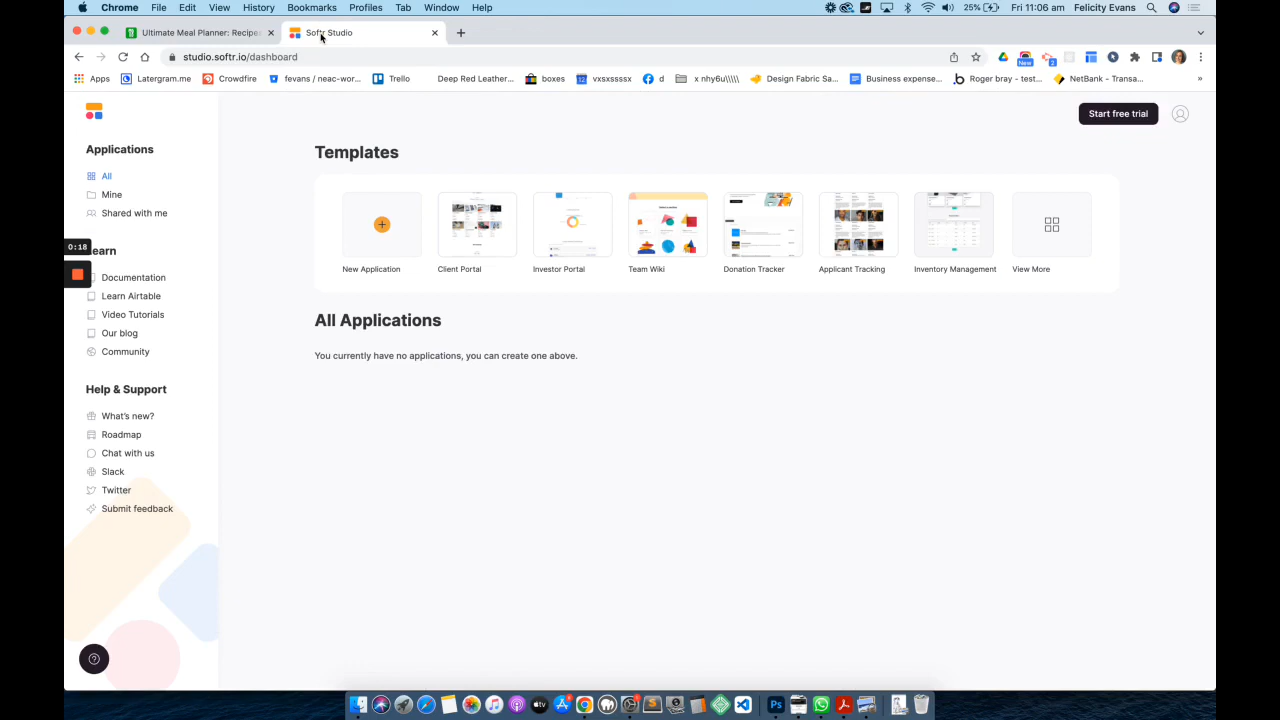 Chrome File Edit View History Bookmarks Profiles Tab Window Help 25% Fri 11:06 am Felicity Evans
Ultimate Meal Planner: Recipes Softr Studio
studio.softr.io/dashboard
Apps Latergram.me Crowdfire fevans / neac-wor... Trello Deep Red Leather... boxes 12 vxsxsssx d x nhy6u\\\\\ Design Fabric Sa... Business expense... Roger bray - test... NetBank - Transa... »
New 2
Start free trial
Applications
All
Mine
Shared with me
0:18
earn
Documentation
Learn Airtable
Video Tutorials
Our blog
Community
Help & Support
What's new?
Roadmap
Chat with us
Slack
Twitter
Submit feedback
Templates
New Application Client Portal Investor Portal Team Wiki Donation Tracker Applicant Tracking Inventory Management View More
All Applications
You currently have no applications, you can create one above.